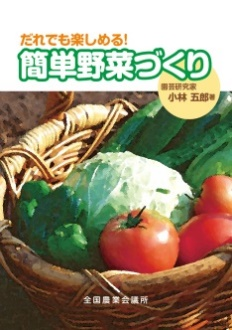 だれでも楽しめる!
簡単野菜づくり
園芸研究家
小林 五郎著
全国農業会議所